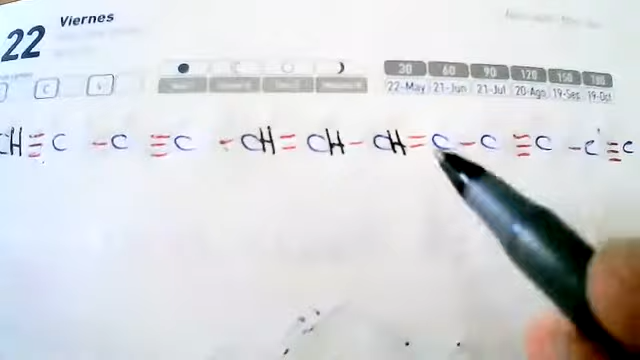 Viernes
22
30 60 90 120 150 180
22-May 21-Jun 21-Jul 20-Ago 19-Sep 19-Oct
C
CH≡C-C≡C-CH=CH-CH=C-C≡C-C≡C